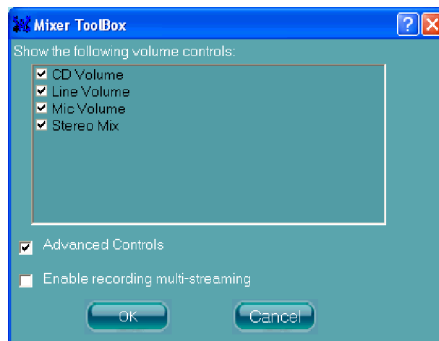 Mixer ToolBox
Show the following volume controls:
CD Volume
Line Volume
Mic Volume
Stereo Mix
Advanced Controls
Enable recording multi-streaming
OK
Cancel